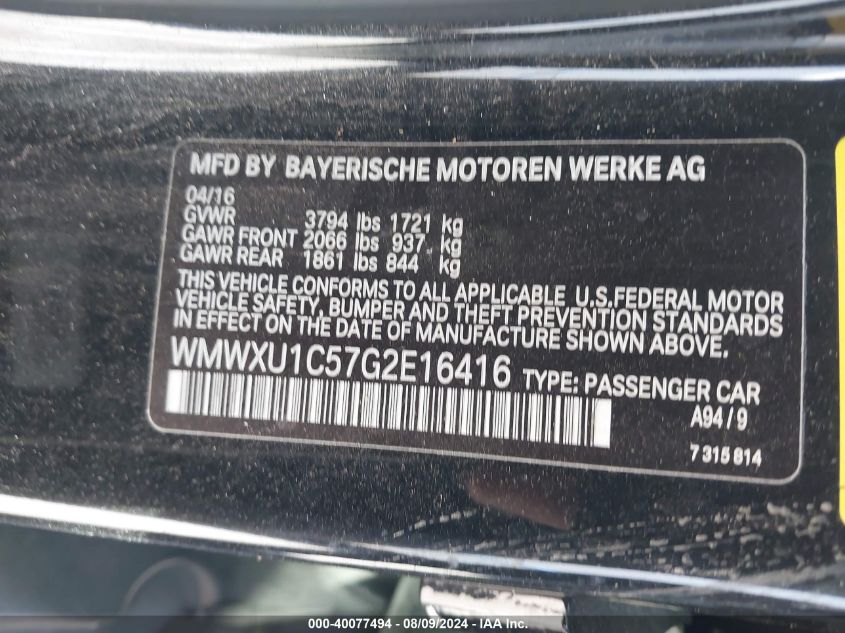 MFD BY BAYERISCHE MOTOREN WERKE AG
04/16
GVWR 3794 lbs 1721 kg
GAWR FRONT 2066 lbs 937 kg
GAWR REAR 1861 lbs 844 kg
THIS VEHICLE CONFORMS TO ALL APPLICABLE U.S.FEDERAL MOTOR
VEHICLE SAFETY, BUMPER AND THEFT PREVENTION STANDARDS
IN EFFECT ON THE DATE OF MANUFACTURE SHOWN ABOVE.
WMWXU1C57G2E16416 TYPE: PASSENGER CAR
A94/9
7 315 814
000-40077494 - 08/09/2024 - IAA Inc.